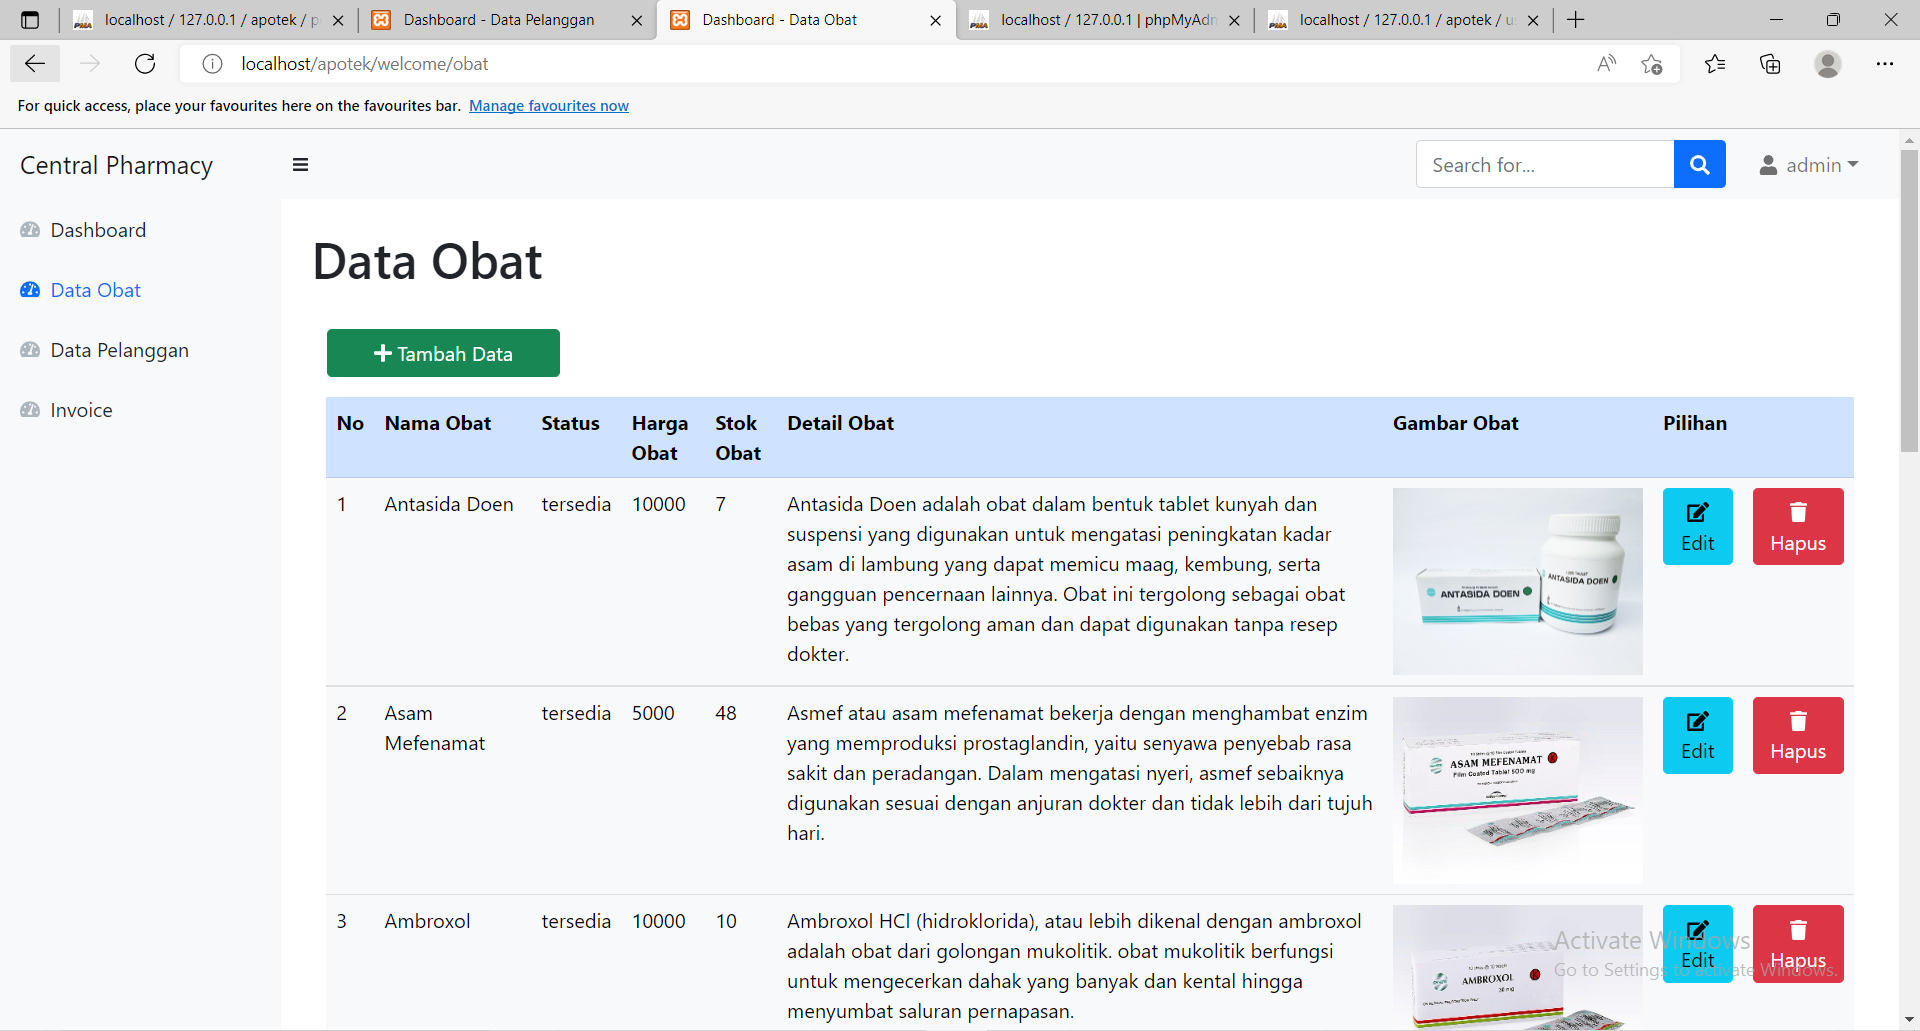 localhost / 127.0.0.1 / apotek / p
Dashboard - Data Pelanggan
Dashboard - Data Obat
localhost / 127.0.0.1 | phpMyAdm
localhost / 127.0.0.1 / apotek / us
localhost/apotek/welcome/obat
For quick access, place your favourites here on the favourites bar. Manage favourites now
Central Pharmacy
Search for...
admin
Dashboard
Data Obat
Data Pelanggan
Invoice
Data Obat
Tambah Data
No Nama Obat Status Harga Obat Stok Obat Detail Obat Gambar Obat Pilihan
1 Antasida Doen tersedia 10000 7 Antasida Doen adalah obat dalam bentuk tablet kunyah dan
suspensi yang digunakan untuk mengatasi peningkatan kadar
asam di lambung yang dapat memicu maag, kembung, serta
gangguan pencernaan lainnya. Obat ini tergolong sebagai obat
bebas yang tergolong aman dan dapat digunakan tanpa resep
dokter.
ANTASIDA DOEN
ANTASIDA DOEN
Edit
Hapus
2 Asam Mefenamat tersedia 5000 48 Asmef atau asam mefenamat bekerja dengan menghambat enzim
yang memproduksi prostaglandin, yaitu senyawa penyebab rasa
sakit dan peradangan. Dalam mengatasi nyeri, asmef sebaiknya
digunakan sesuai dengan anjuran dokter dan tidak lebih dari tujuh
hari.
ASAM MEFENAMAT
Film Coated Tablet 500 mg
Edit
Hapus
3 Ambroxol tersedia 10000 10 Ambroxol HCl (hidroklorida), atau lebih dikenal dengan ambroxol
adalah obat dari golongan mukolitik. obat mukolitik berfungsi
untuk mengecerkan dahak yang banyak dan kental hingga
menyumbat saluran pernapasan.
AMBROXOL
30 mg
Edit
Hapus
Activate Windows
Go to Settings to activate Windows.